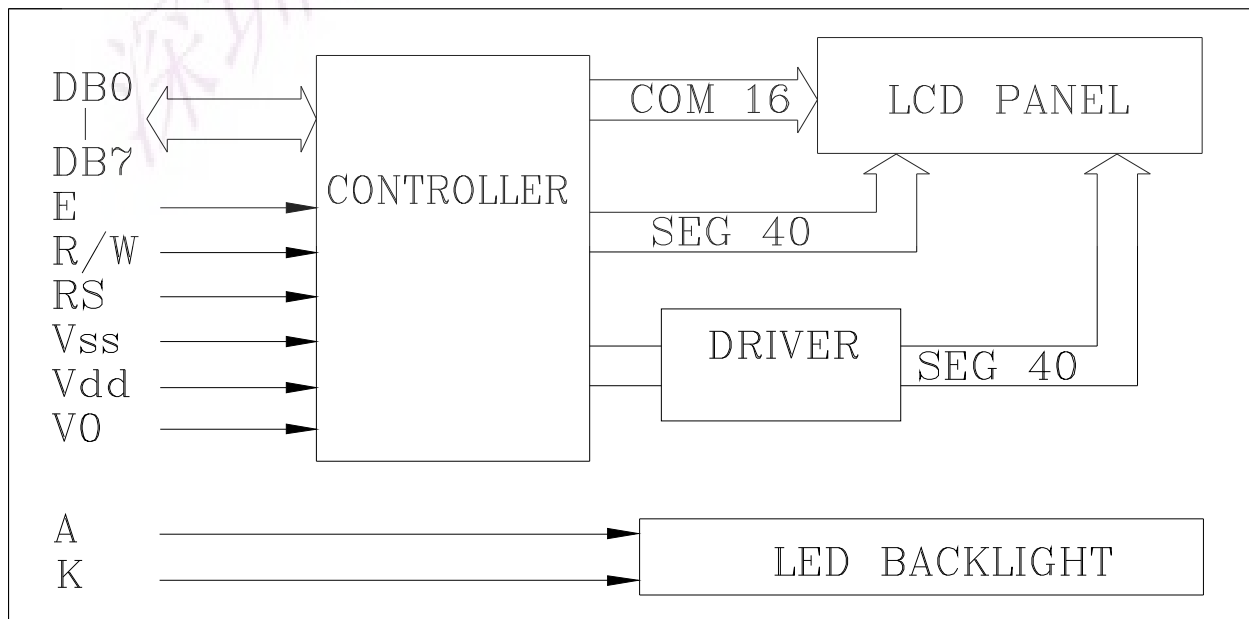 DB0
|
DB7
E
R/W
RS
Vss
Vdd
V0
A
K
CONTROLLER
COM 16
LCD PANEL
SEG 40
DRIVER
SEG 40
LED BACKLIGHT